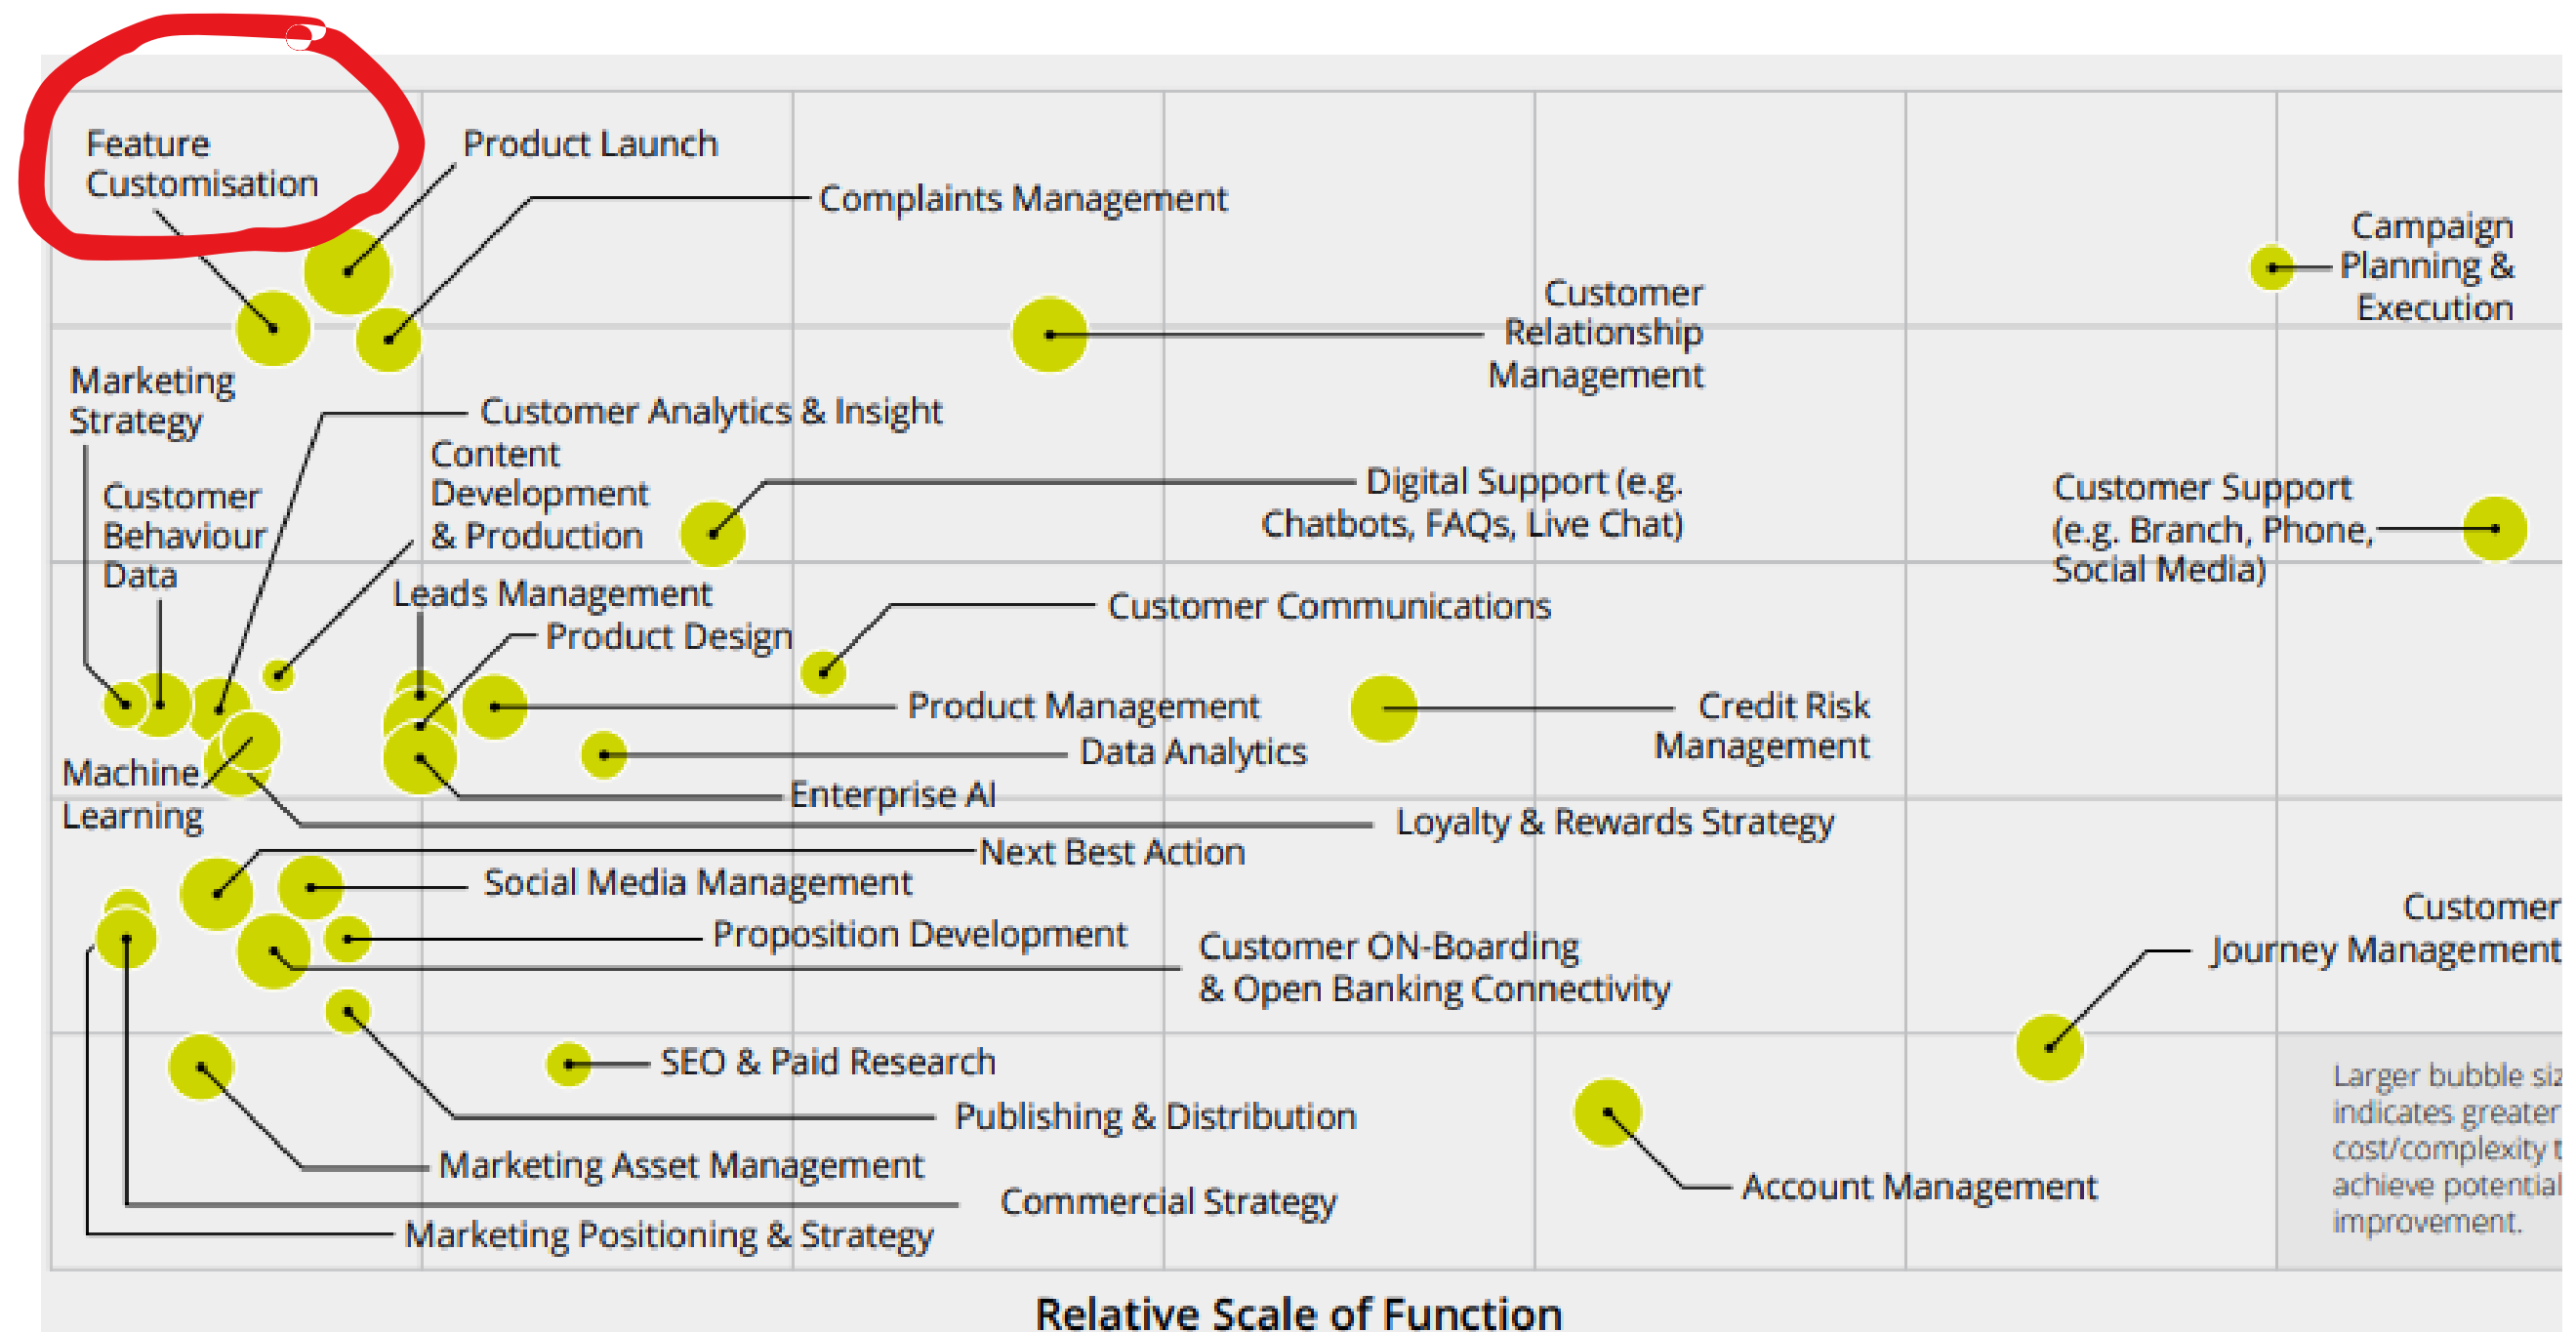 Feature
Customisation
Product Launch
Complaints Management
Campaign
Planning &
Execution
Customer
Relationship
Management
Marketing
Strategy
Customer Analytics & Insight
Content
Development
& Production
Customer
Behaviour
Data
Digital Support (e.g.
Chatbots, FAQs, Live Chat)
Customer Support
(e.g. Branch, Phone,
Social Media)
Leads Management
Product Design
Customer Communications
Product Management
Credit Risk
Management
Data Analytics
Machine
Learning
Enterprise AI
Loyalty & Rewards Strategy
Next Best Action
Social Media Management
Proposition Development
Customer ON-Boarding
& Open Banking Connectivity
Customer
Journey Management
SEO & Paid Research
Publishing & Distribution
Marketing Asset Management
Commercial Strategy
Marketing Positioning & Strategy
Account Management
Larger bubble siz
indicates greater
cost/complexity t
achieve potential
improvement.
Relative Scale of Function